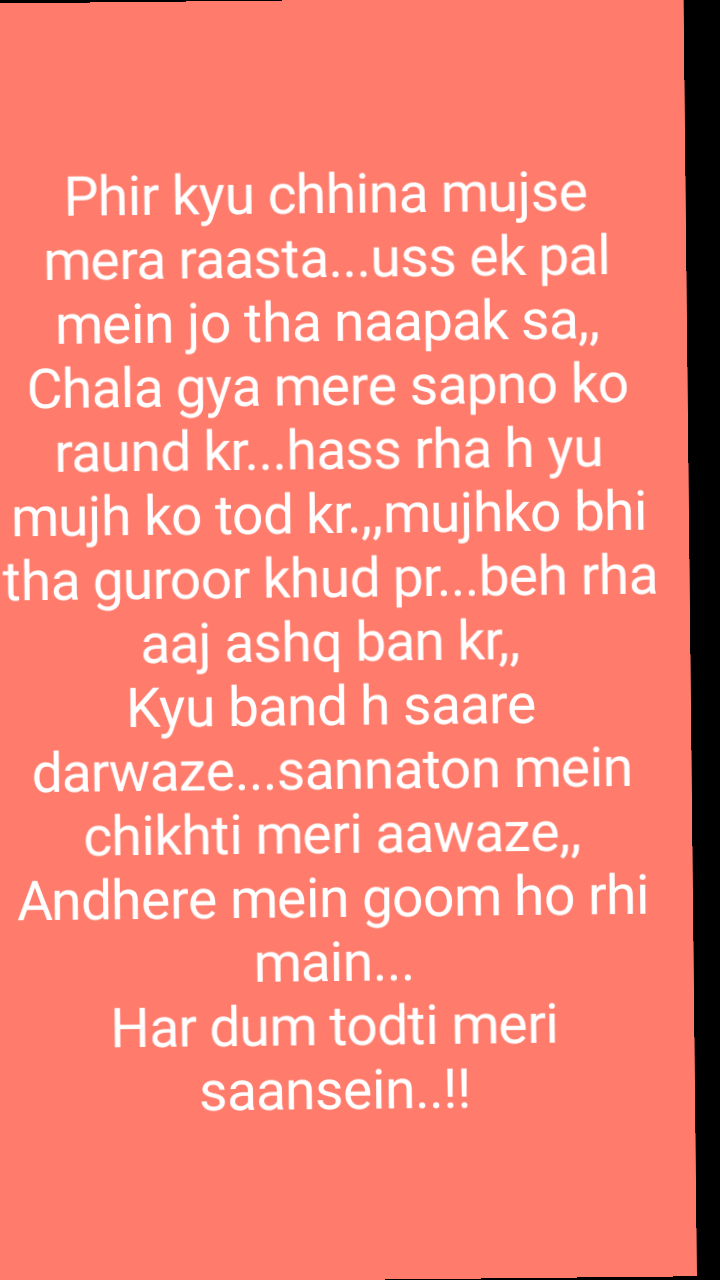 Phir kyu chhina mujse
mera raasta...uss ek pal
mein jo tha naapak sa,,
Chala gya mere sapno ko
raund kr...hass rha h yu
mujh ko tod kr.,,mujhko bhi
tha guroor khud pr...beh rha
aaj ashq ban kr,,
Kyu band h saare
darwaze...sannaton mein
chikhti meri aawaze,,
Andhere mein goom ho rhi
main...
Har dum todti meri
saansein..!!